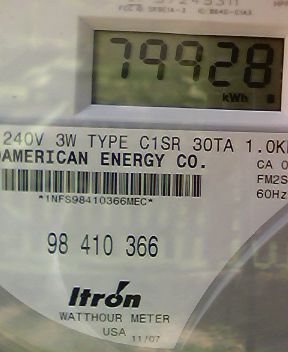 79928
kWh
240V 3W TYPE C1SR 30TA 1.0K
AMERICAN ENERGY CO.
CA 0
FM2S
60Hz
*1NFS98410366MEC*
98 410 366
Itrón
WATTHOUR METER
USA 11/07